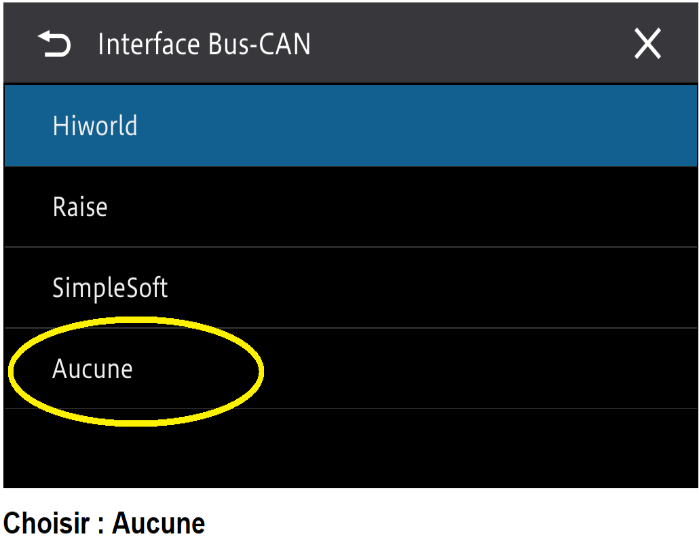 Interface Bus-CAN
Hiworld
Raise
SimpleSoft
Aucune
Choisir : Aucune